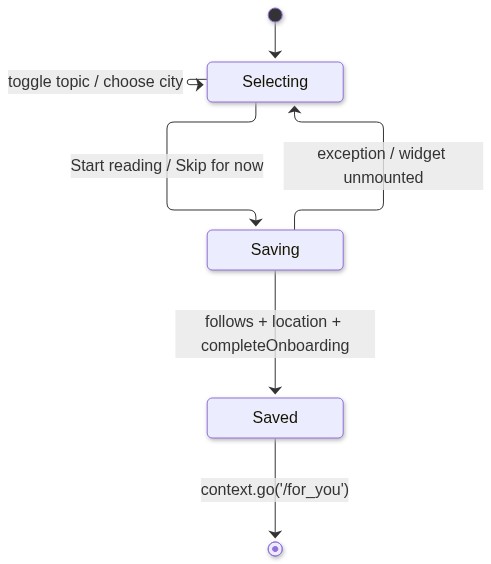 Selecting
toggle topic / choose city
Start reading / Skip for now
exception / widget
unmounted
Saving
follows + location +
completeOnboarding
Saved
context.go('/for_you')